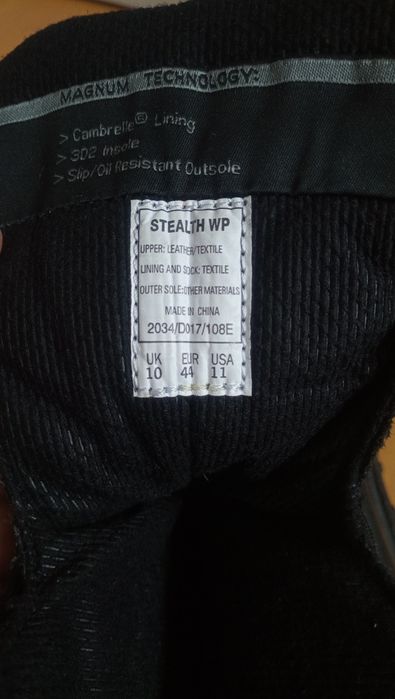 MAGNUM TECHNOLOGY:
> Cambrelle® Lining
> 3D2 Insole
> Slip/Oil Resistant Outsole
STEALTH WP
UPPER: LEATHER/TEXTILE
LINING AND SOCK: TEXTILE
OUTER SOLE:OTHER MATERIALS
MADE IN CHINA
2034/D017/108E
UK EUR USA
10 44 11